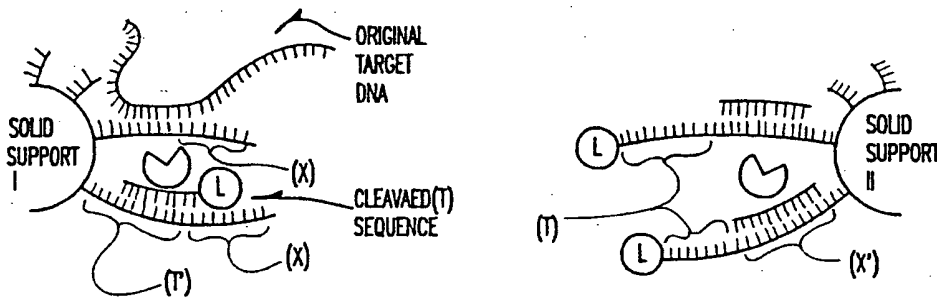 ORIGINAL
TARGET
DNA
SOLID
SUPPORT
I
(X)
L
CLEAVAED(T)
SEQUENCE
(X)
(T')
L
SOLID
SUPPORT
II
(T)
L
(X')